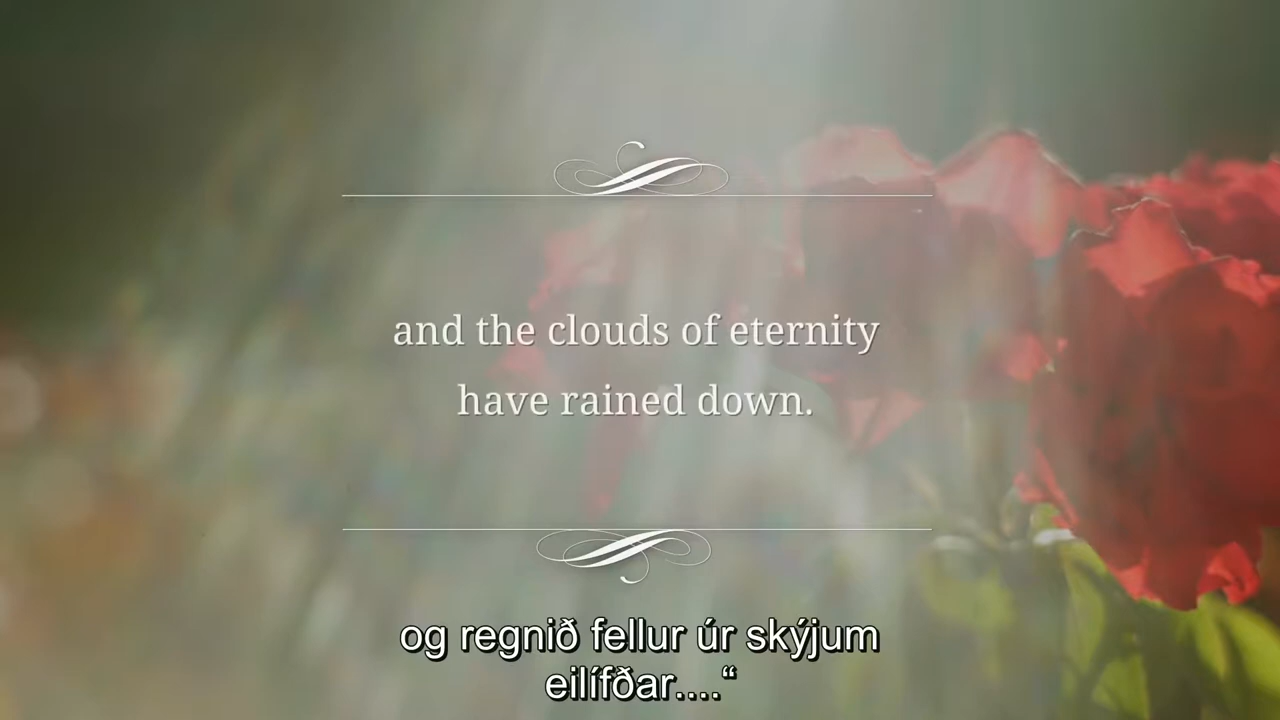 and the clouds of eternity
have rained down.
og regnið fellur úr skýjum
eilífðar....“